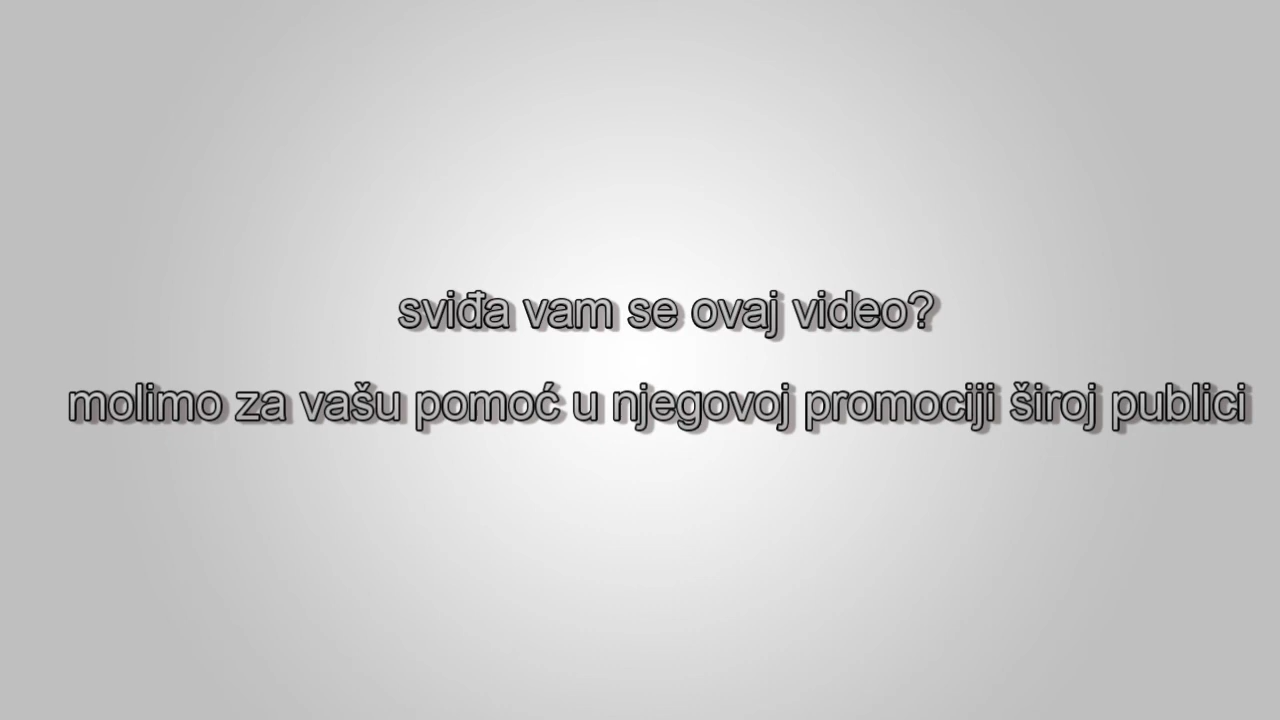 sviđa vam se ovaj video?
molimo za vašu pomoć u njegovoj promociji široj publici